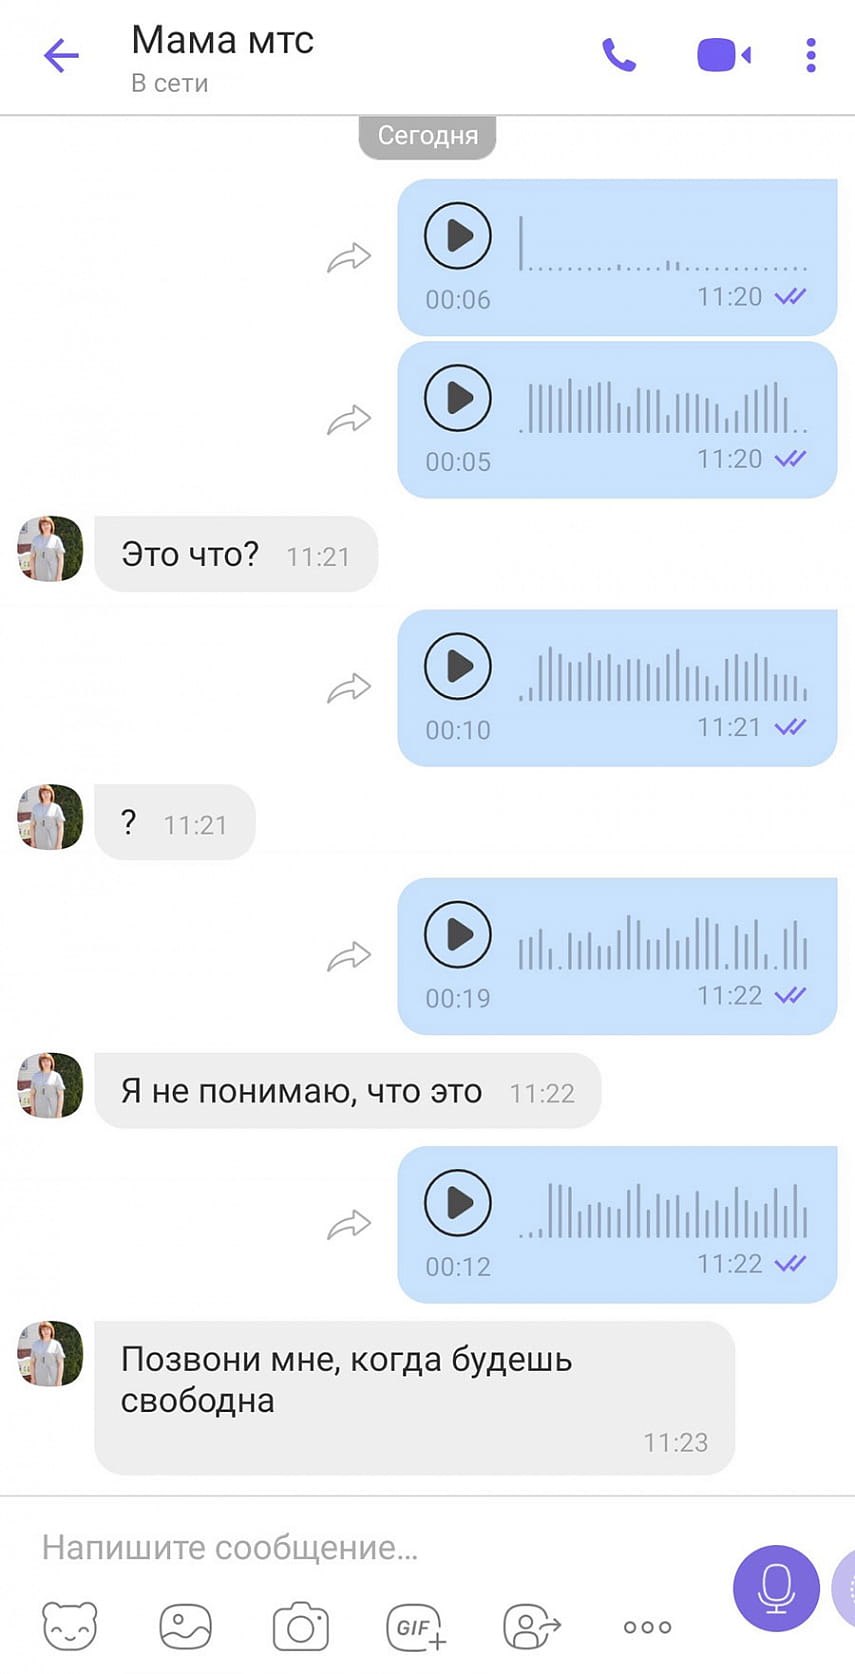 Мама мтс
В сети
Сегодня
00:06 11:20
00:05 11:20
Это что? 11:21
00:10 11:21
? 11:21
00:19 11:22
Я не понимаю, что это 11:22
00:12 11:22
Позвони мне, когда будешь
свободна
11:23
Напишите сообщение...
GIF